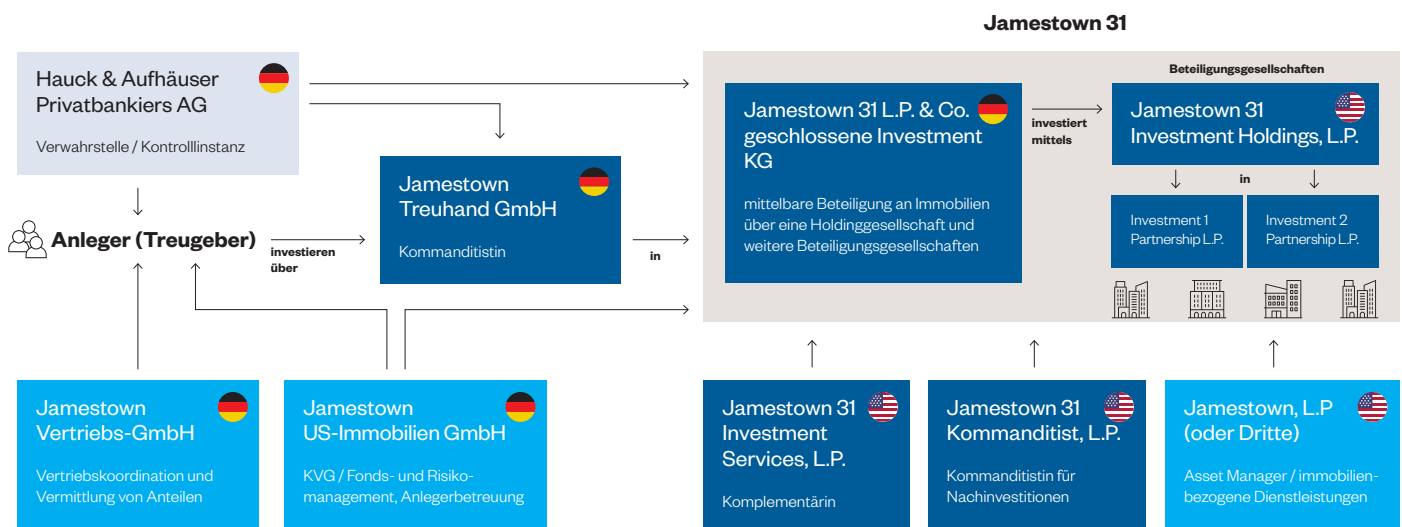 Jamestown 31
Hauck & Aufhäuser
Privatbankiers AG
Verwahrstelle / Kontrolllinstanz
Jamestown
Treuhand GmbH
Kommanditistin
Anleger (Treugeber)
investieren
über
in
Jamestown 31 L.P. & Co.
geschlossene Investment
KG
mittelbare Beteiligung an Immobilien
über eine Holdinggesellschaft und
weitere Beteiligungsgesellschaften
investiert
mittels
Beteiligungsgesellschaften
Jamestown 31
Investment Holdings, L.P.
in
Investment 1
Partnership L.P.
Investment 2
Partnership L.P.
Jamestown
Vertriebs-GmbH
Vertriebskoordination und
Vermittlung von Anteilen
Jamestown
US-Immobilien GmbH
KVG / Fonds- und Risiko-
management, Anlegerbetreuung
Jamestown 31
Investment
Services, L.P.
Komplementärin
Jamestown 31
Kommanditist, L.P.
Kommanditistin für
Nachinvestitionen
Jamestown, L.P
(oder Dritte)
Asset Manager / immobilien-
bezogene Dienstleistungen